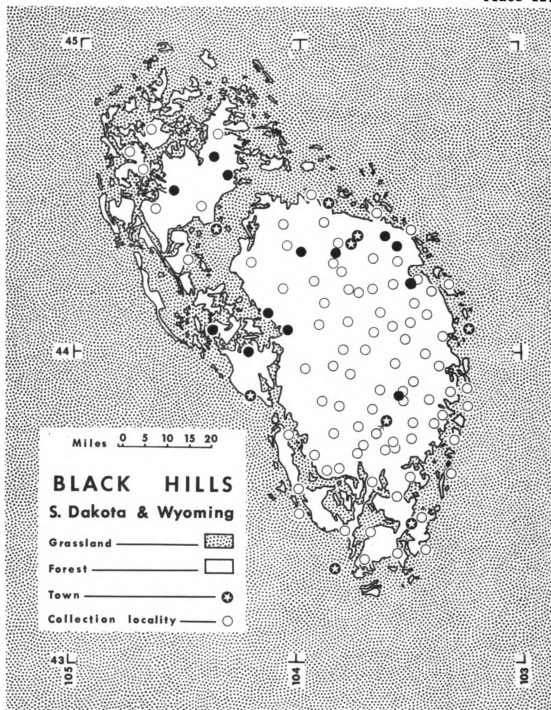 45
44
Miles 0 5 10 15 20
BLACK HILLS
S. Dakota & Wyoming
Grassland
Forest
Town
Collection locality
43
105
104
103